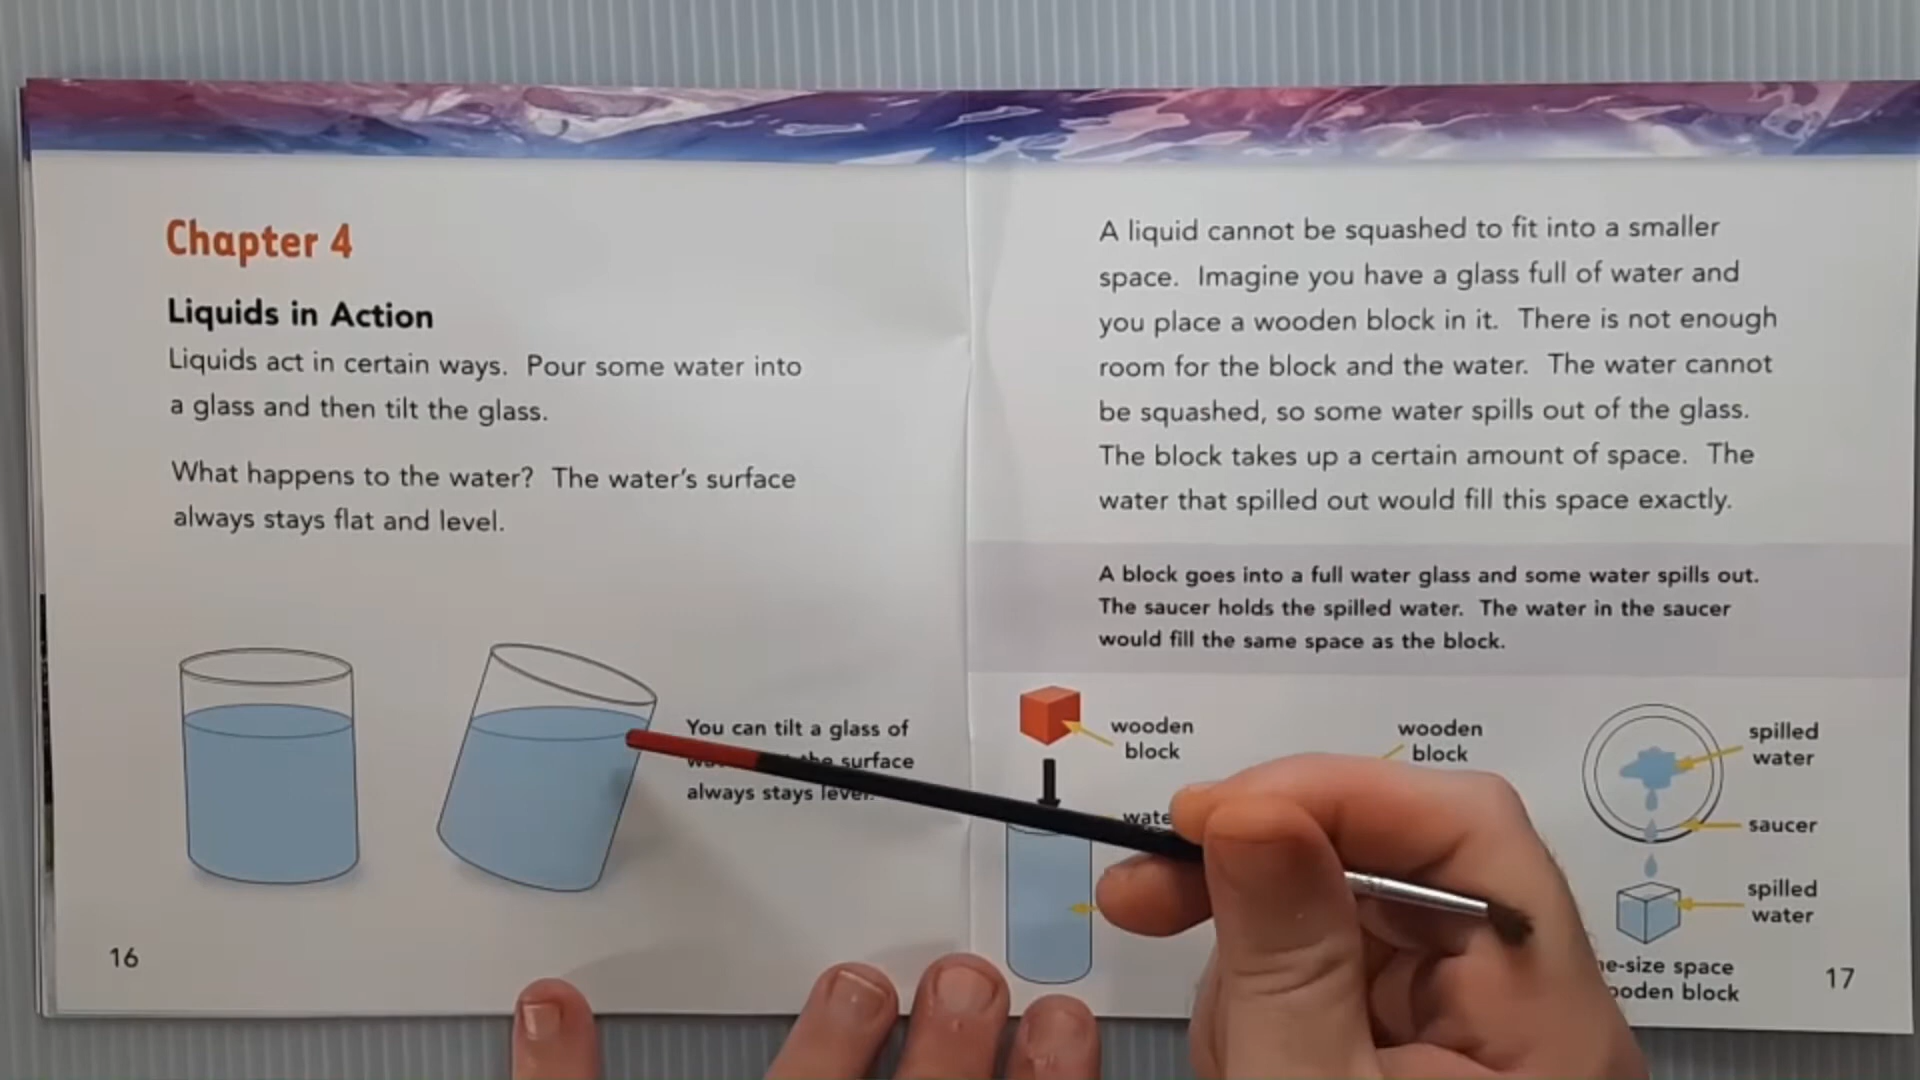 Chapter 4
Liquids in Action
Liquids act in certain ways. Pour some water into
a glass and then tilt the glass.
What happens to the water? The water's surface
always stays flat and level.
You can tilt a glass of
the surface
always stays level.
16
A liquid cannot be squashed to fit into a smaller
space. Imagine you have a glass full of water and
you place a wooden block in it. There is not enough
room for the block and the water. The water cannot
be squashed, so some water spills out of the glass.
The block takes up a certain amount of space. The
water that spilled out would fill this space exactly.
A block goes into a full water glass and some water spills out.
The saucer holds the spilled water. The water in the saucer
would fill the same space as the block.
wooden
block
wooden
block
spilled
water
saucer
spilled
water
space
block
17